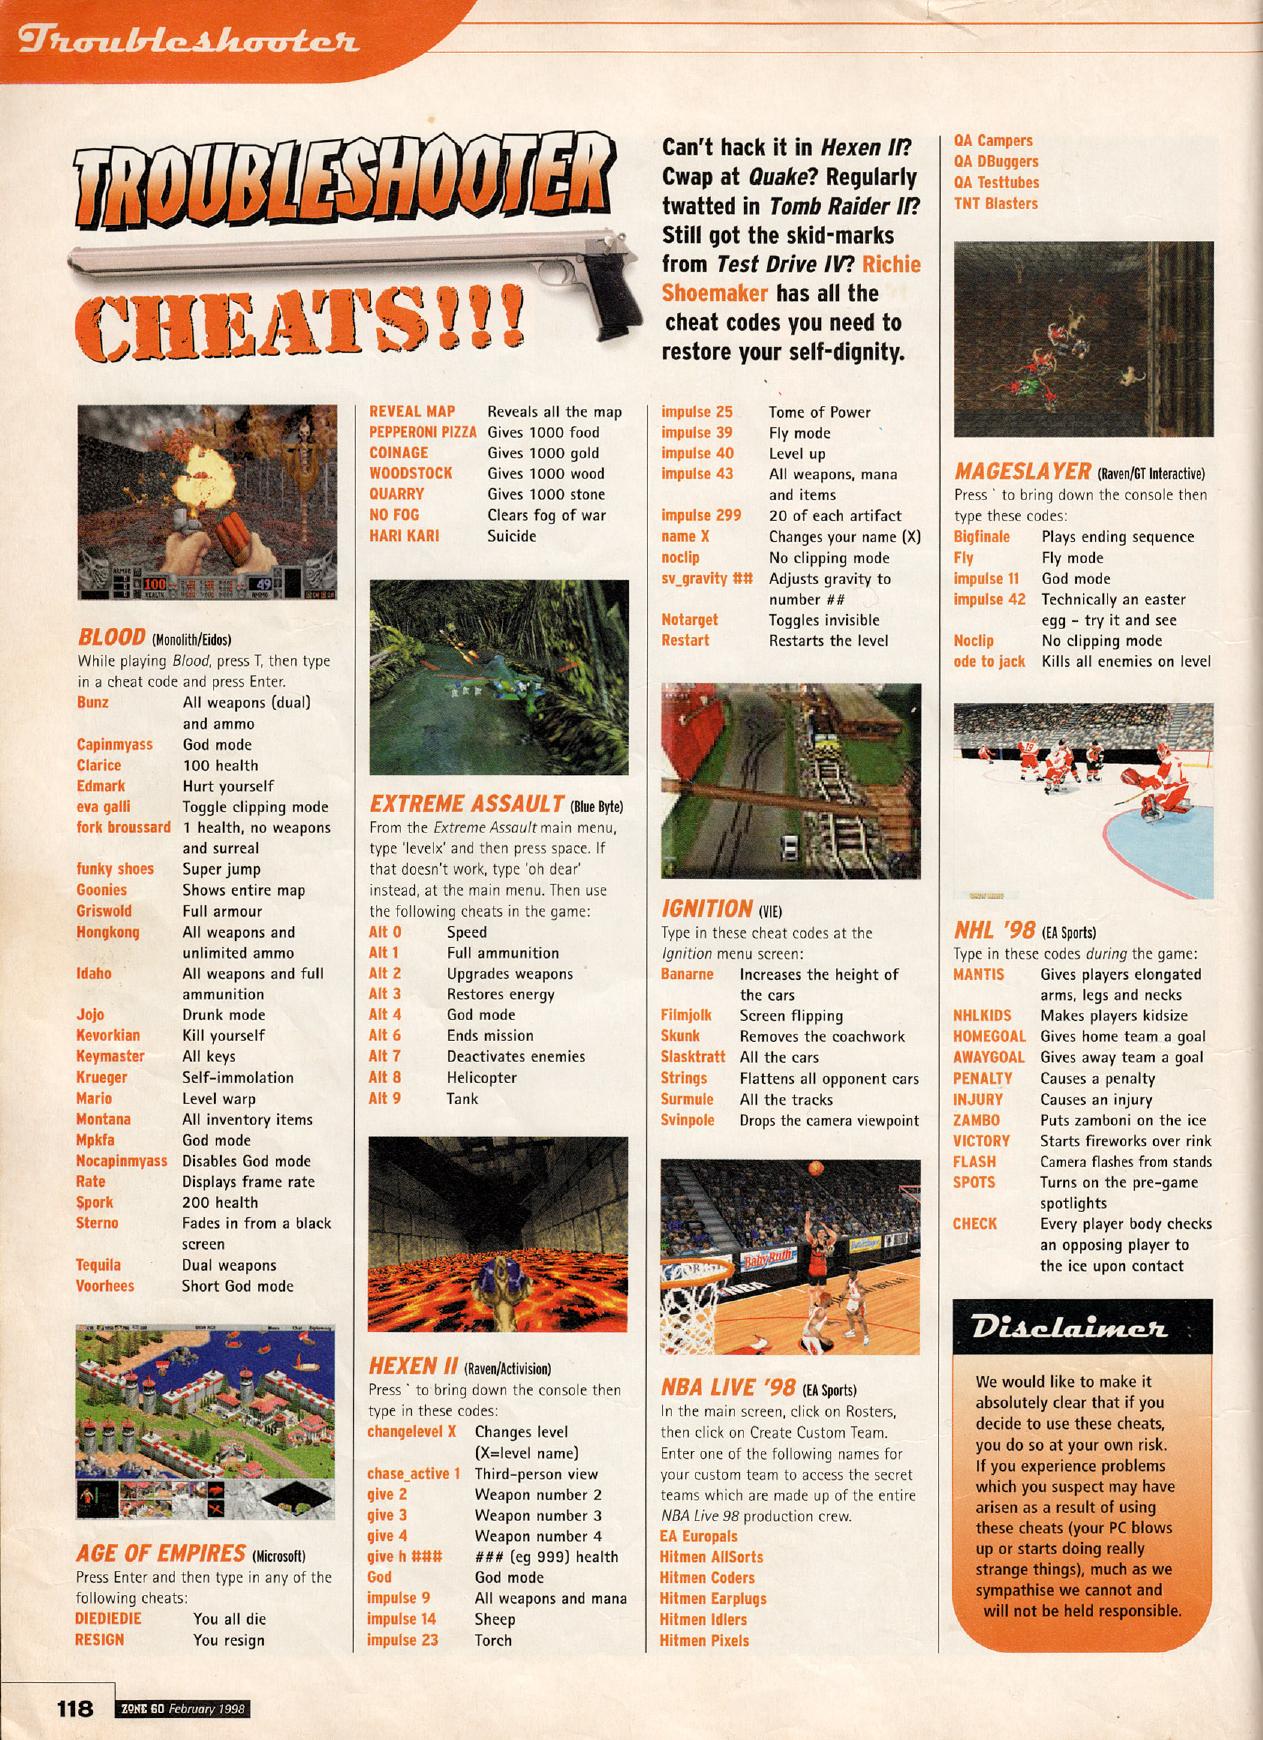 Troubleshooter
TROUBLESHOOTER
CHEATS!!!
Can't hack it in Hexen II?
Cwap at Quake? Regularly
twatted in Tomb Raider II?
Still got the skid-marks
from Test Drive IV? Richie
Shoemaker has all the
cheat codes you need to
restore your self-dignity.
BLOOD (Monolith/Eidos)
While playing Blood, press T, then type
in a cheat code and press Enter.
Bunz All weapons (dual)
and ammo
Capinmyass God mode
Clarice 100 health
Edmark Hurt yourself
eva galli Toggle clipping mode
fork broussard 1 health, no weapons
and surreal
funky shoes Super jump
Goonies Shows entire map
Griswold Full armour
Hongkong All weapons and
unlimited ammo
Idaho All weapons and full
ammunition
Jojo Drunk mode
Kevorkian Kill yourself
Keymaster All keys
Krueger Self-immolation
Mario Level warp
Montana All inventory items
Mpkfa God mode
Nocapinmyass Disables God mode
Rate Displays frame rate
Spork 200 health
Sterno Fades in from a black
screen
Tequila Dual weapons
Voorhees Short God mode
AGE OF EMPIRES (Microsoft)
Press Enter and then type in any of the
following cheats:
DIEDIEDIE You all die
RESIGN You resign
REVEAL MAP Reveals all the map
PEPPERONI PIZZA Gives 1000 food
COINAGE Gives 1000 gold
WOODSTOCK Gives 1000 wood
QUARRY Gives 1000 stone
NO FOG Clears fog of war
HARI KARI Suicide
EXTREME ASSAULT (Blue Byte)
From the Extreme Assault main menu,
type 'levelx' and then press space. If
that doesn't work, type 'oh dear'
instead, at the main menu. Then use
the following cheats in the game:
Alt 0 Speed
Alt 1 Full ammunition
Alt 2 Upgrades weapons
Alt 3 Restores energy
Alt 4 God mode
Alt 6 Ends mission
Alt 7 Deactivates enemies
Alt 8 Helicopter
Alt 9 Tank
HEXEN II (Raven/Activision)
Press ` to bring down the console then
type in these codes:
changelevel X Changes level
(X=level name)
chase_active 1 Third-person view
give 2 Weapon number 2
give 3 Weapon number 3
give 4 Weapon number 4
give h ### ### (eg 999) health
God God mode
impulse 9 All weapons and mana
impulse 14 Sheep
impulse 23 Torch
impulse 25 Tome of Power
impulse 39 Fly mode
impulse 40 Level up
impulse 43 All weapons, mana
and items
impulse 299 20 of each artifact
name X Changes your name (X)
noclip No clipping mode
sv_gravity ## Adjusts gravity to
number ##
Notarget Toggles invisible
Restart Restarts the level
IGNITION (VIE)
Type in these cheat codes at the
Ignition menu screen:
Banarne Increases the height of
the cars
Filmjolk Screen flipping
Skunk Removes the coachwork
Slasktratt All the cars
Strings Flattens all opponent cars
Surmule All the tracks
Svinpole Drops the camera viewpoint
Baby Ruth
NBA
NBA LIVE '98 (EA Sports)
In the main screen, click on Rosters,
then click on Create Custom Team.
Enter one of the following names for
your custom team to access the secret
teams which are made up of the entire
NBA Live 98 production crew.
EA Europals
Hitmen AllSorts
Hitmen Coders
Hitmen Earplugs
Hitmen Idlers
Hitmen Pixels
QA Campers
QA DBuggers
QA Testtubes
TNT Blasters
MAGESLAYER (Raven/GT Interactive)
Press ` to bring down the console then
type these codes:
Bigfinale Plays ending sequence
Fly Fly mode
impulse 11 God mode
impulse 42 Technically an easter
egg – try it and see
Noclip No clipping mode
ode to jack Kills all enemies on level
NHL '98 (EA Sports)
Type in these codes during the game:
MANTIS Gives players elongated
arms, legs and necks
NHLKIDS Makes players kidsize
HOMEGOAL Gives home team a goal
AWAYGOAL Gives away team a goal
PENALTY Causes a penalty
INJURY Causes an injury
ZAMBO Puts zamboni on the ice
VICTORY Starts fireworks over rink
FLASH Camera flashes from stands
SPOTS Turns on the pre-game
spotlights
CHECK Every player body checks
an opposing player to
the ice upon contact
Disclaimer
We would like to make it
absolutely clear that if you
decide to use these cheats,
you do so at your own risk.
If you experience problems
which you suspect may have
arisen as a result of using
these cheats (your PC blows
up or starts doing really
strange things), much as we
sympathise we cannot and
will not be held responsible.
118 ZONE 60 February 1998